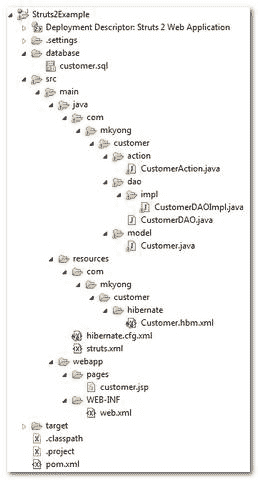 Struts2Example
Deployment Descriptor: Struts 2 Web Application
.settings
database
customer.sql
src
main
java
com
mkyong
customer
action
CustomerAction.java
dao
impl
CustomerDAOImpl.java
CustomerDAO.java
model
Customer.java
resources
com
mkyong
customer
hibernate
Customer.hbm.xml
hibernate.cfg.xml
struts.xml
webapp
pages
customer.jsp
WEB-INF
web.xml
target
.classpath
.project
pom.xml